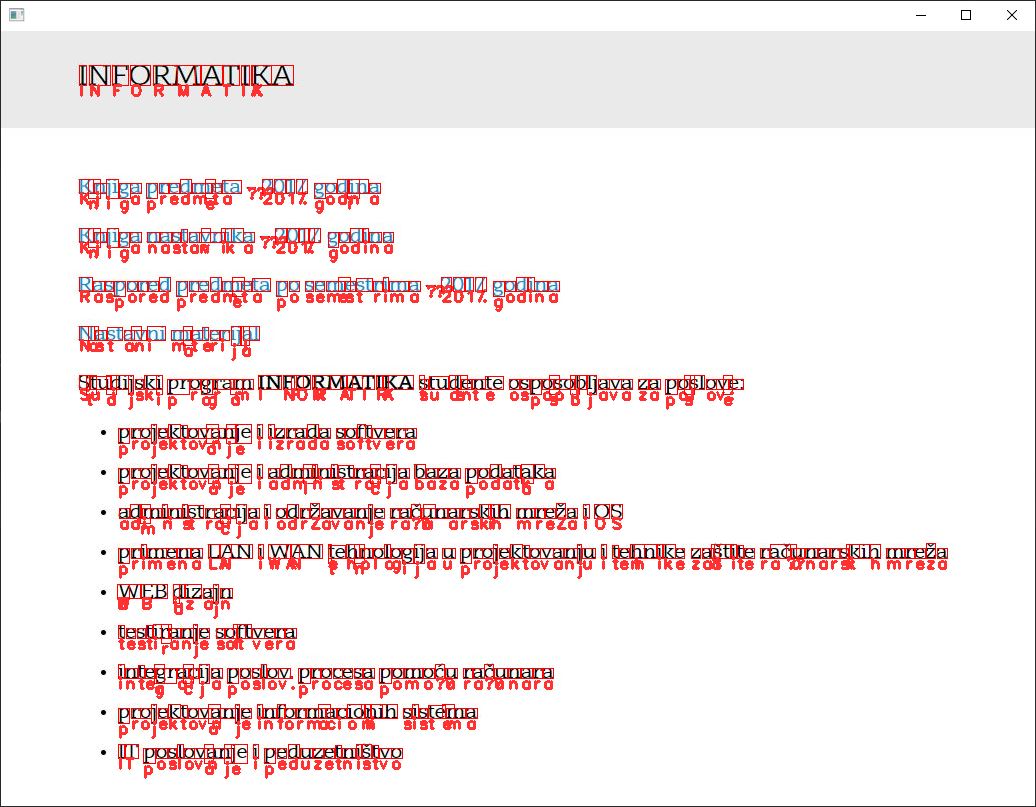 INFORMATIKA
Knjiga predmeta – 2017. godina
Knjiga nastavnika – 2017. godina
Raspored predmeta po semestrima – 2017. godina
Nastavni materijal
Studijski program INFORMATIKA studente osposobljava za poslove:
projektovanje i izrada softvera
projektovanje i administracija baza podataka
administracija i održavanje računarskih mreža i OS
primena LAN i WAN tehnologija u projektovanju i tehnike zaštite računarskih mreža
WEB dizajn
testiranje softvera
integracija poslov. procesa pomoću računara
projektovanje informacionih sistema
IT poslovanje i peduzetništvo